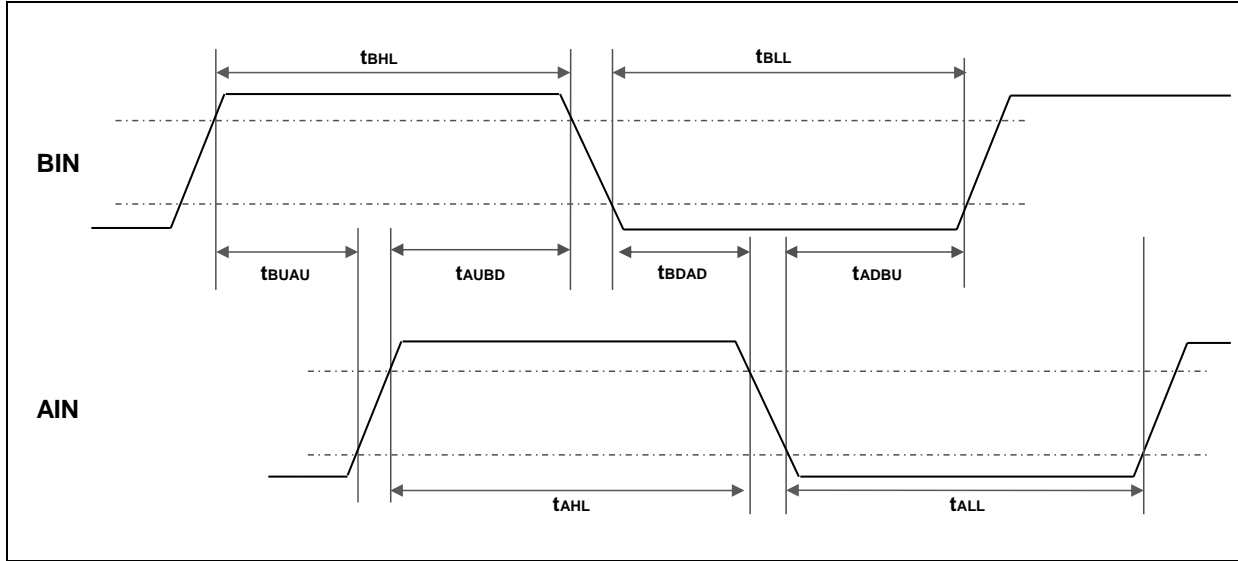 tBHL tBLL
BIN
tBUAU tAUBD tBDAD tADBU
AIN
tAHL tALL